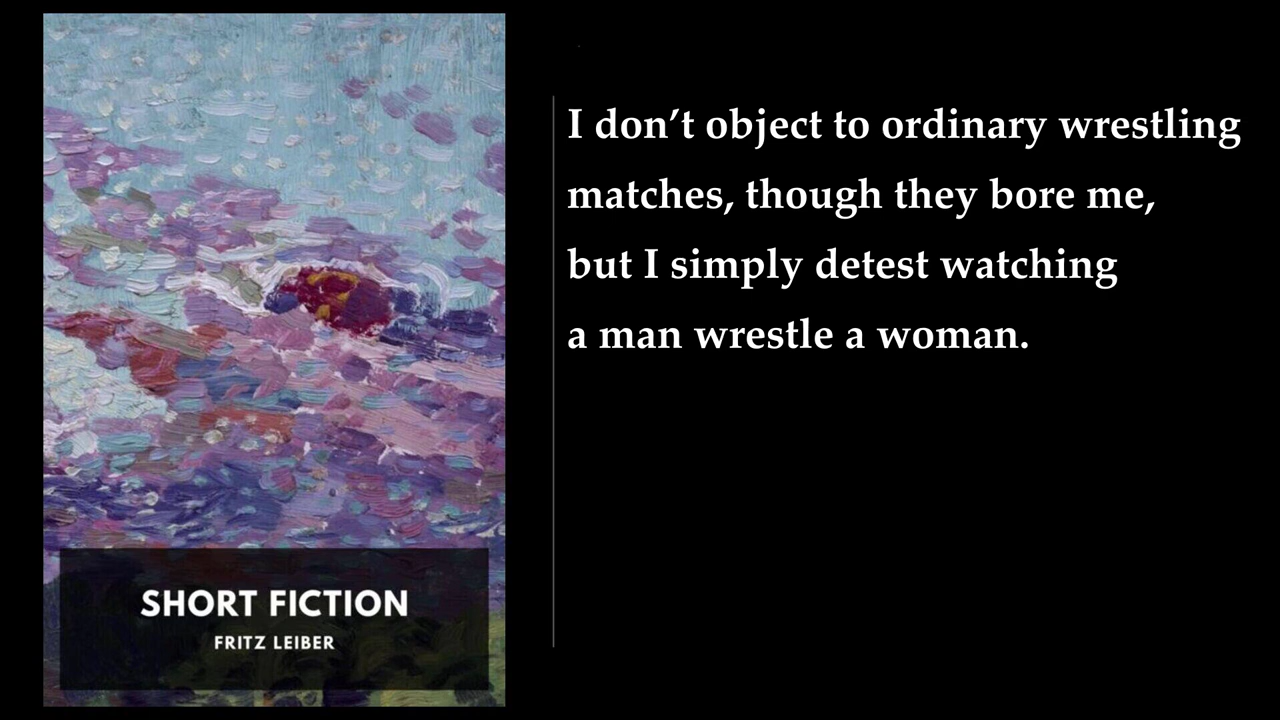 SHORT FICTION
FRITZ LEIBER
I don’t object to ordinary wrestling
matches, though they bore me,
but I simply detest watching
a man wrestle a woman.